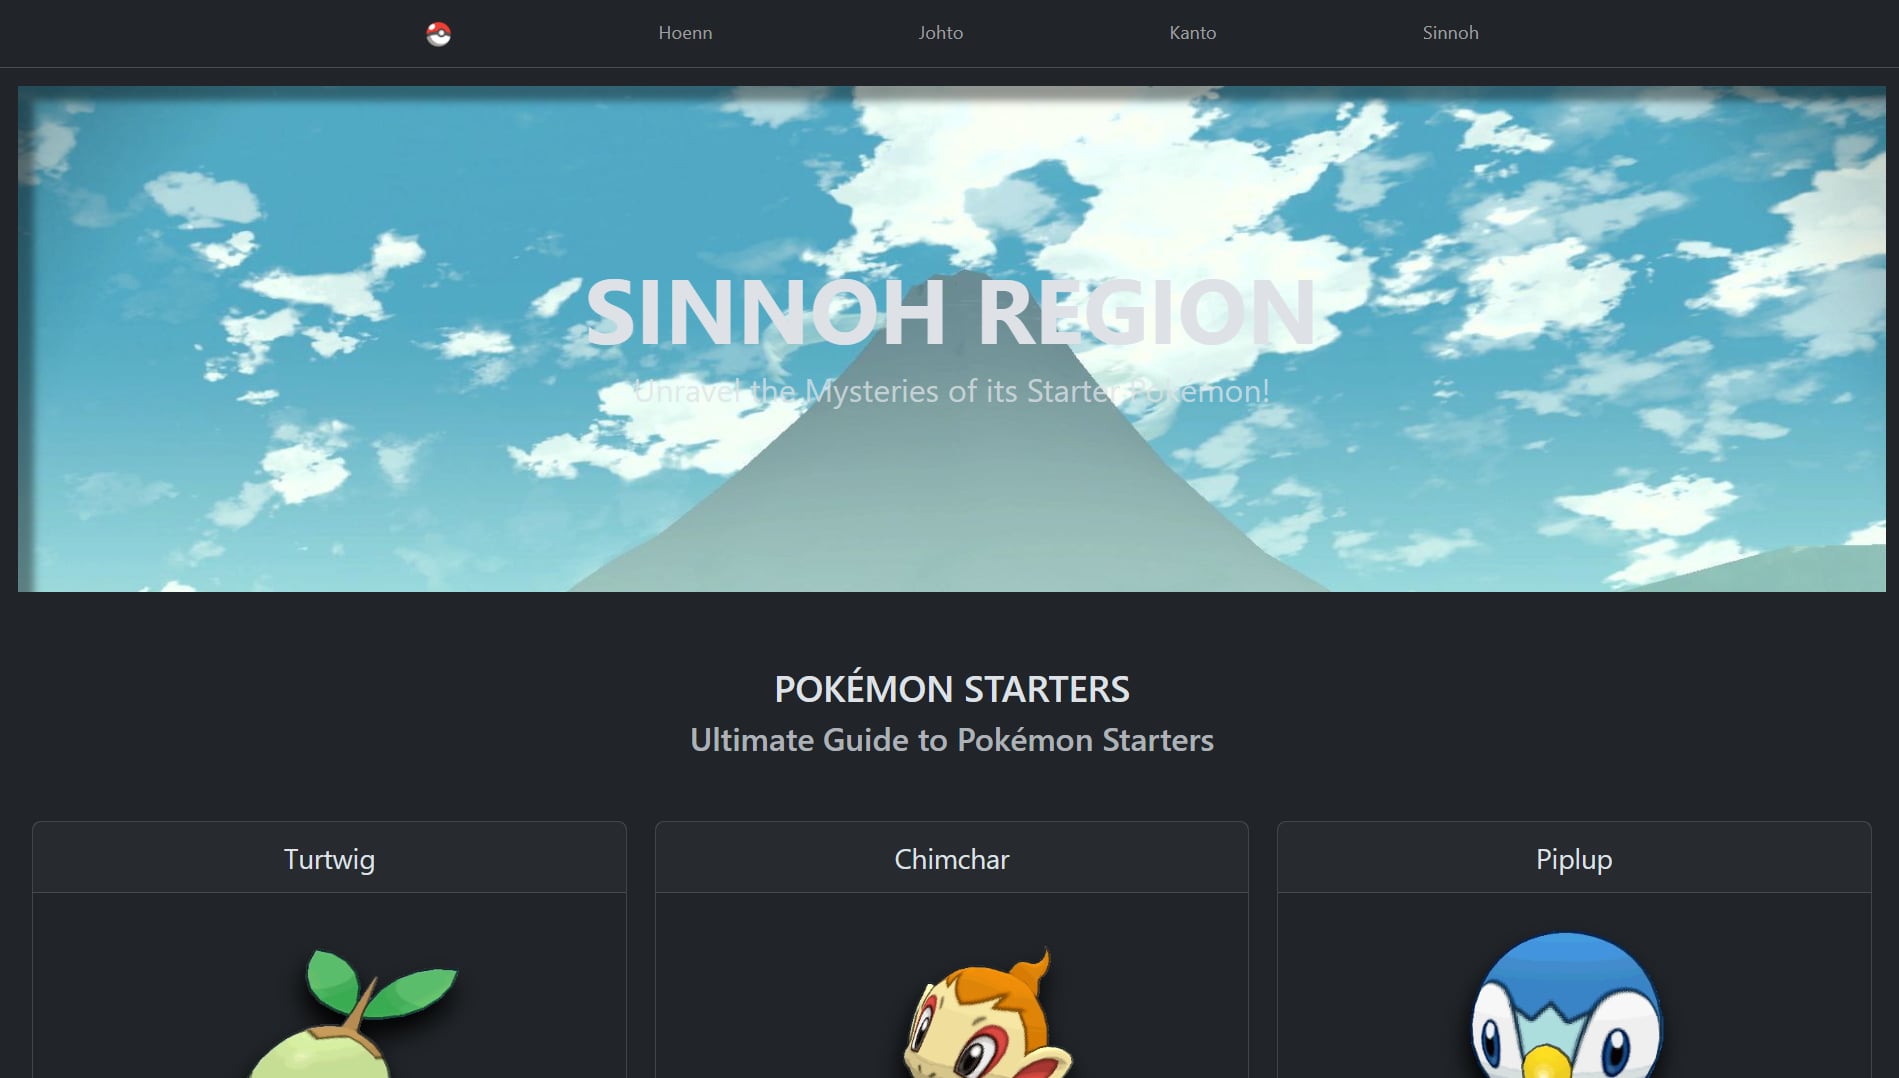 Hoenn
Johto
Kanto
Sinnoh
SINNOH REGION
Unravel the Mysteries of its Starter Pokémon!
POKÉMON STARTERS
Ultimate Guide to Pokémon Starters
Turtwig
Chimchar
Piplup